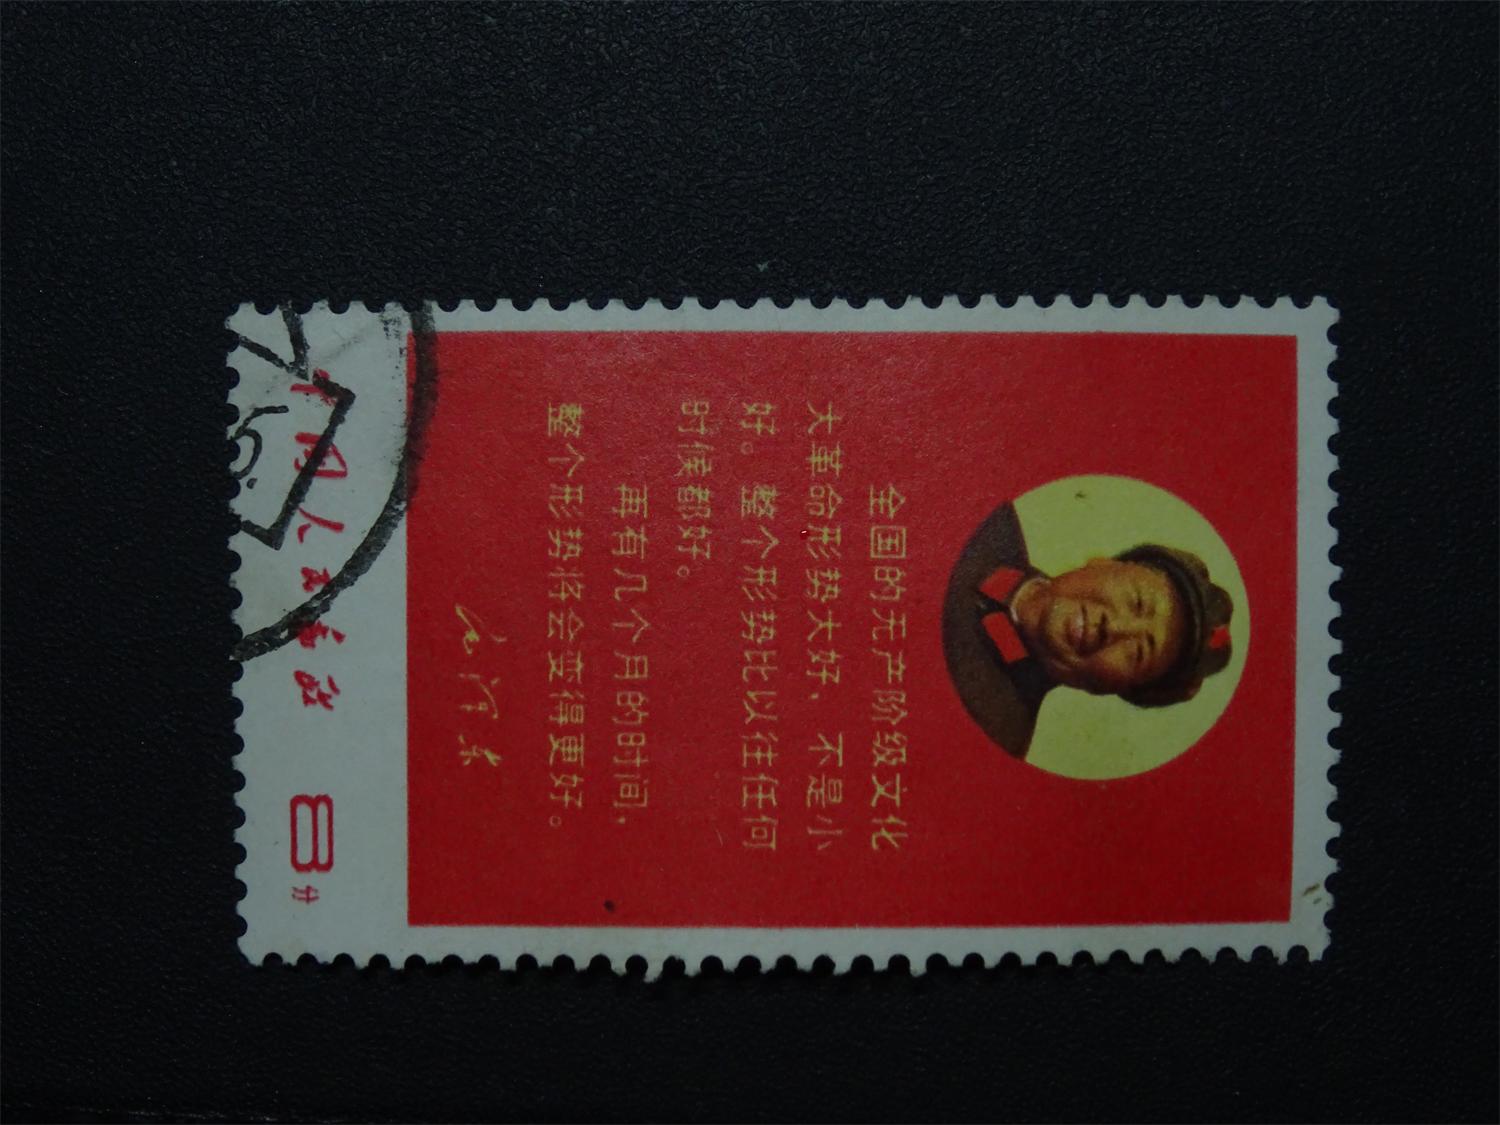 全国的无产阶级文化
大革命形势大好，不是小
好。整个形势比以往任何
时候都好。
再有几个月的时间，
整个形势将会变得更好。
毛泽东
中国人民邮政
8分